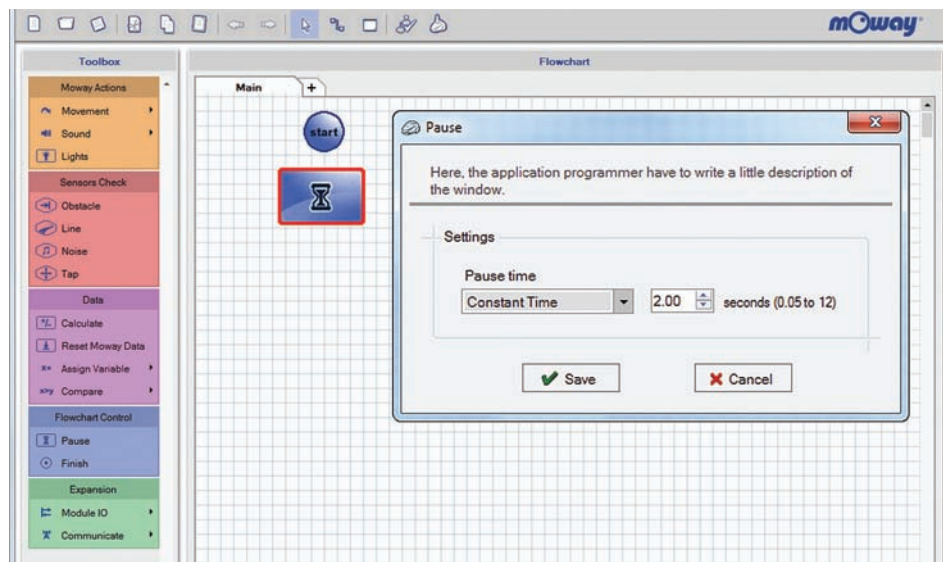 mOway
Toolbox
Flowchart
Moway Actions
Movement
Sound
Lights
Sensors Check
Obstacle
Line
Noise
Tap
Data
Calculate
Reset Moway Data
Assign Variable
Compare
Flowchart Control
Pause
Finish
Expansion
Module IO
Communicate
Main
+
start
Pause
Here, the application programmer have to write a little description of
the window.
Settings
Pause time
Constant Time 2.00 seconds (0.05 to 12)
Save Cancel